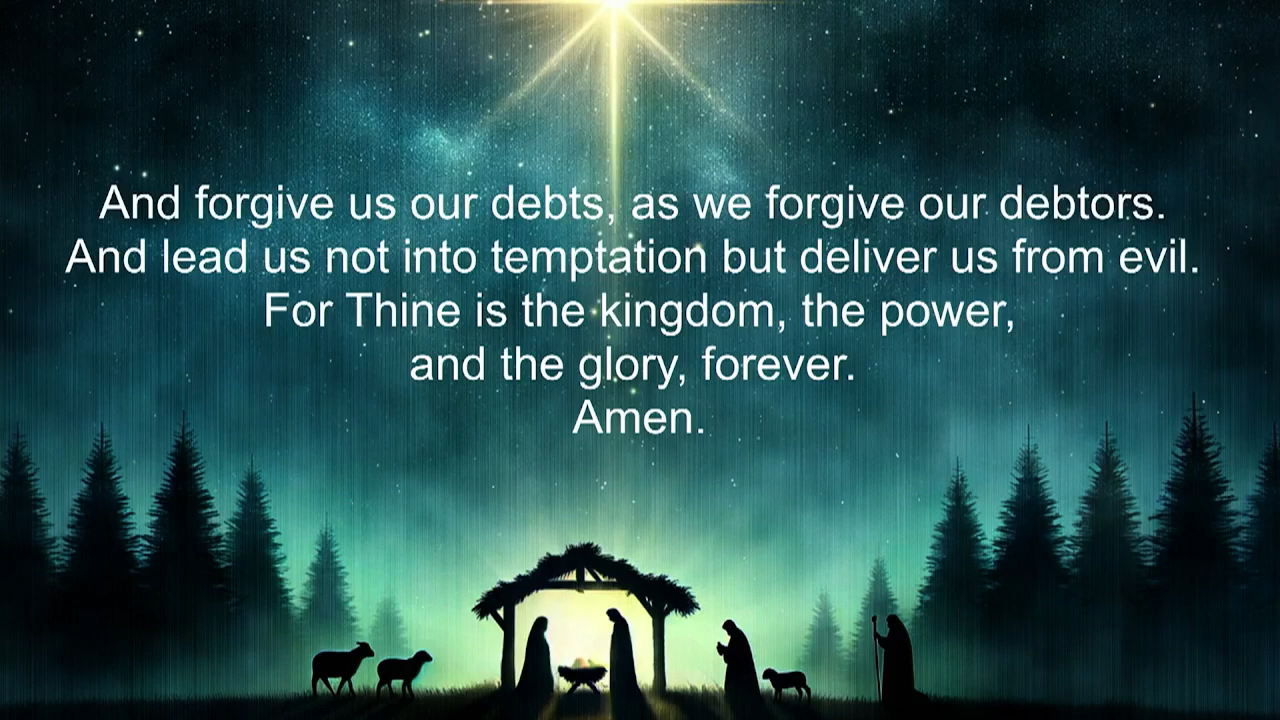 And forgive us our debts, as we forgive our debtors.
And lead us not into temptation but deliver us from evil.
For Thine is the kingdom, the power,
and the glory, forever.
Amen.